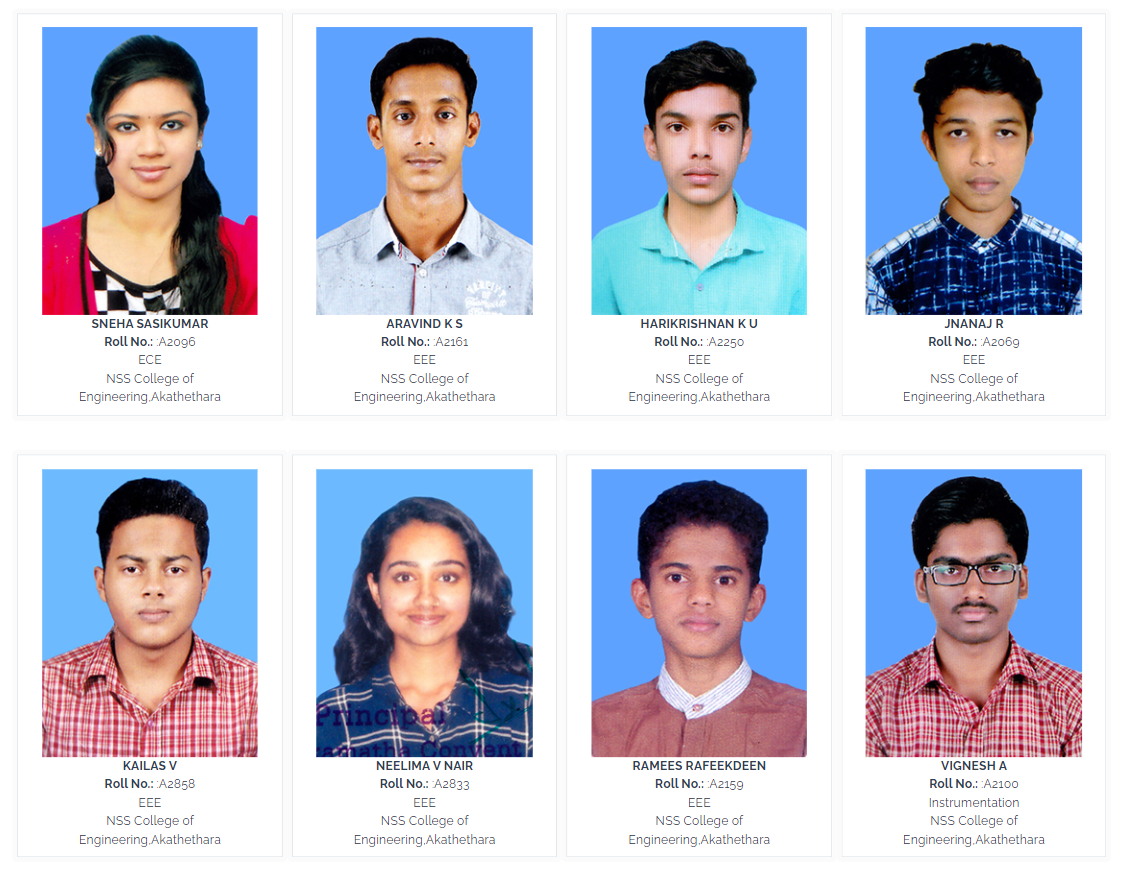 SNEHA SASIKUMAR
Roll No.: :A2096
ECE
NSS College of
Engineering,Akathethara
ARAVIND K S
Roll No.: :A2161
EEE
NSS College of
Engineering,Akathethara
HARIKRISHNAN K U
Roll No.: :A2250
EEE
NSS College of
Engineering,Akathethara
JNANAJ R
Roll No.: :A2069
EEE
NSS College of
Engineering,Akathethara
Principal
ramatha Convent
KAILAS V
Roll No.: :A2858
EEE
NSS College of
Engineering,Akathethara
NEELIMA V NAIR
Roll No.: :A2833
EEE
NSS College of
Engineering,Akathethara
RAMEES RAFEEKDEEN
Roll No.: :A2159
EEE
NSS College of
Engineering,Akathethara
VIGNESH A
Roll No.: :A2100
Instrumentation
NSS College of
Engineering,Akathethara